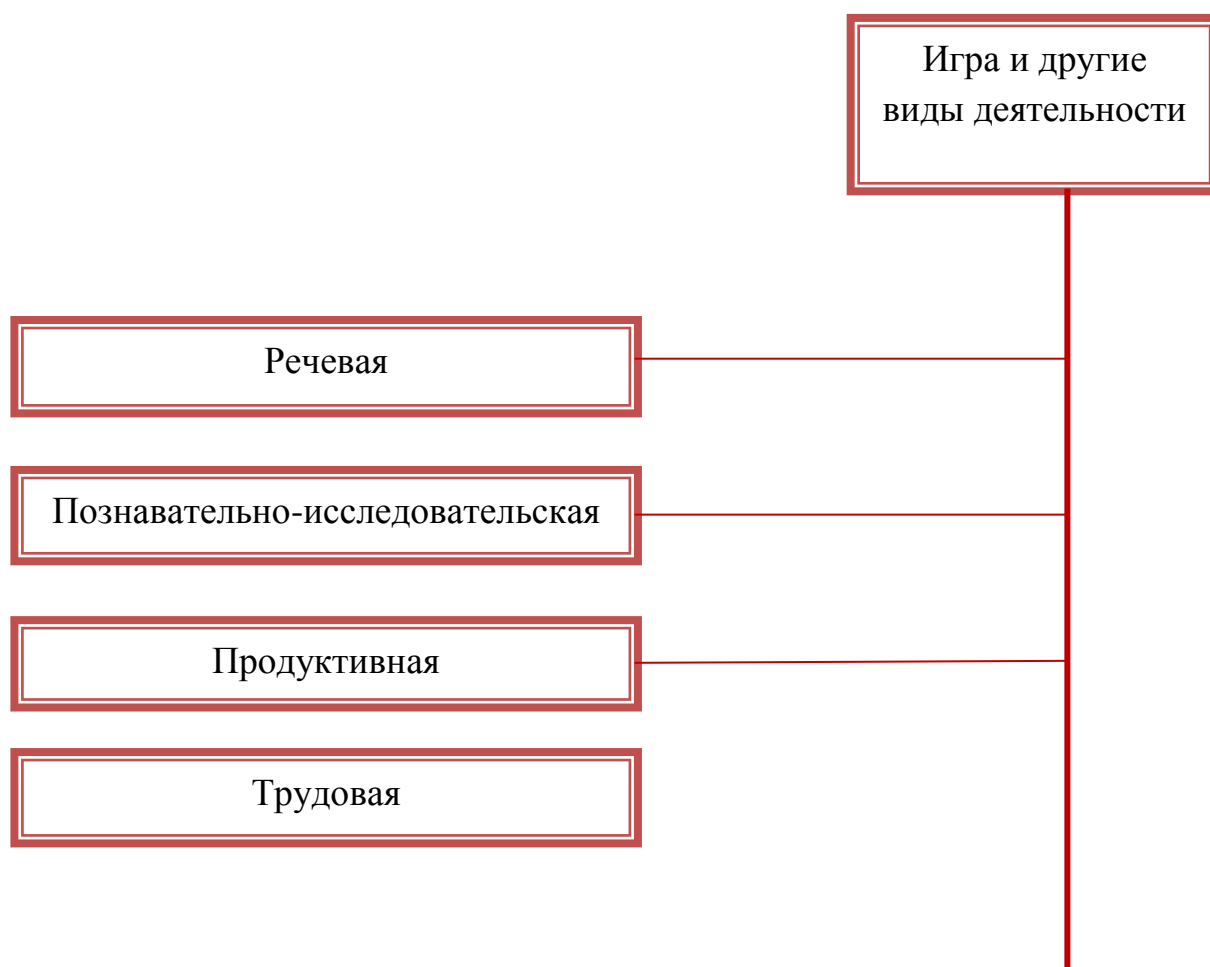 Игра и другие
виды деятельности
Речевая
Познавательно-исследовательская
Продуктивная
Трудовая